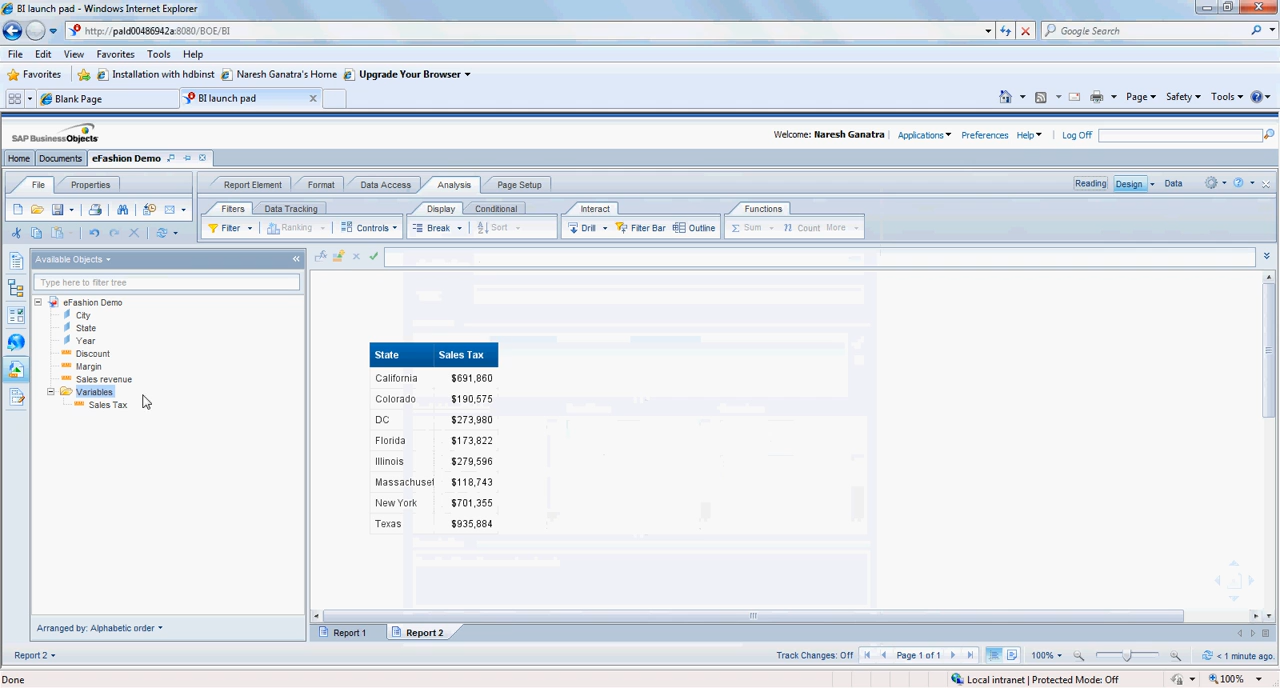 BI launch pad - Windows Internet Explorer
http://pald00486942a:8080/BOE/BI
Google Search
File Edit View Favorites Tools Help
Favorites Installation with hdbinst Naresh Ganatra's Home Upgrade Your Browser
Blank Page BI launch pad Page Safety Tools
SAP BusinessObjects Welcome: Naresh Ganatra Applications Preferences Help Log Off
Home Documents eFashion Demo
File Properties Report Element Format Data Access Analysis Page Setup Reading Design Data
Filters Data Tracking Display Conditional Interact Functions
Filter Ranking Controls Break Sort Drill Filter Bar Outline Sum Count More
Available Objects
Type here to filter tree
eFashion Demo
City
State
Year
Discount
Margin
Sales revenue
Variables
Sales Tax
State Sales Tax
California $691,860
Colorado $190,575
DC $273,980
Florida $173,822
Illinois $279,596
Massachuset $118,743
New York $701,355
Texas $935,884
Arranged by: Alphabetic order
Report 1 Report 2
Report 2 Track Changes: Off Page 1 of 1 100% < 1 minute ago
Done Local intranet | Protected Mode: Off 100%